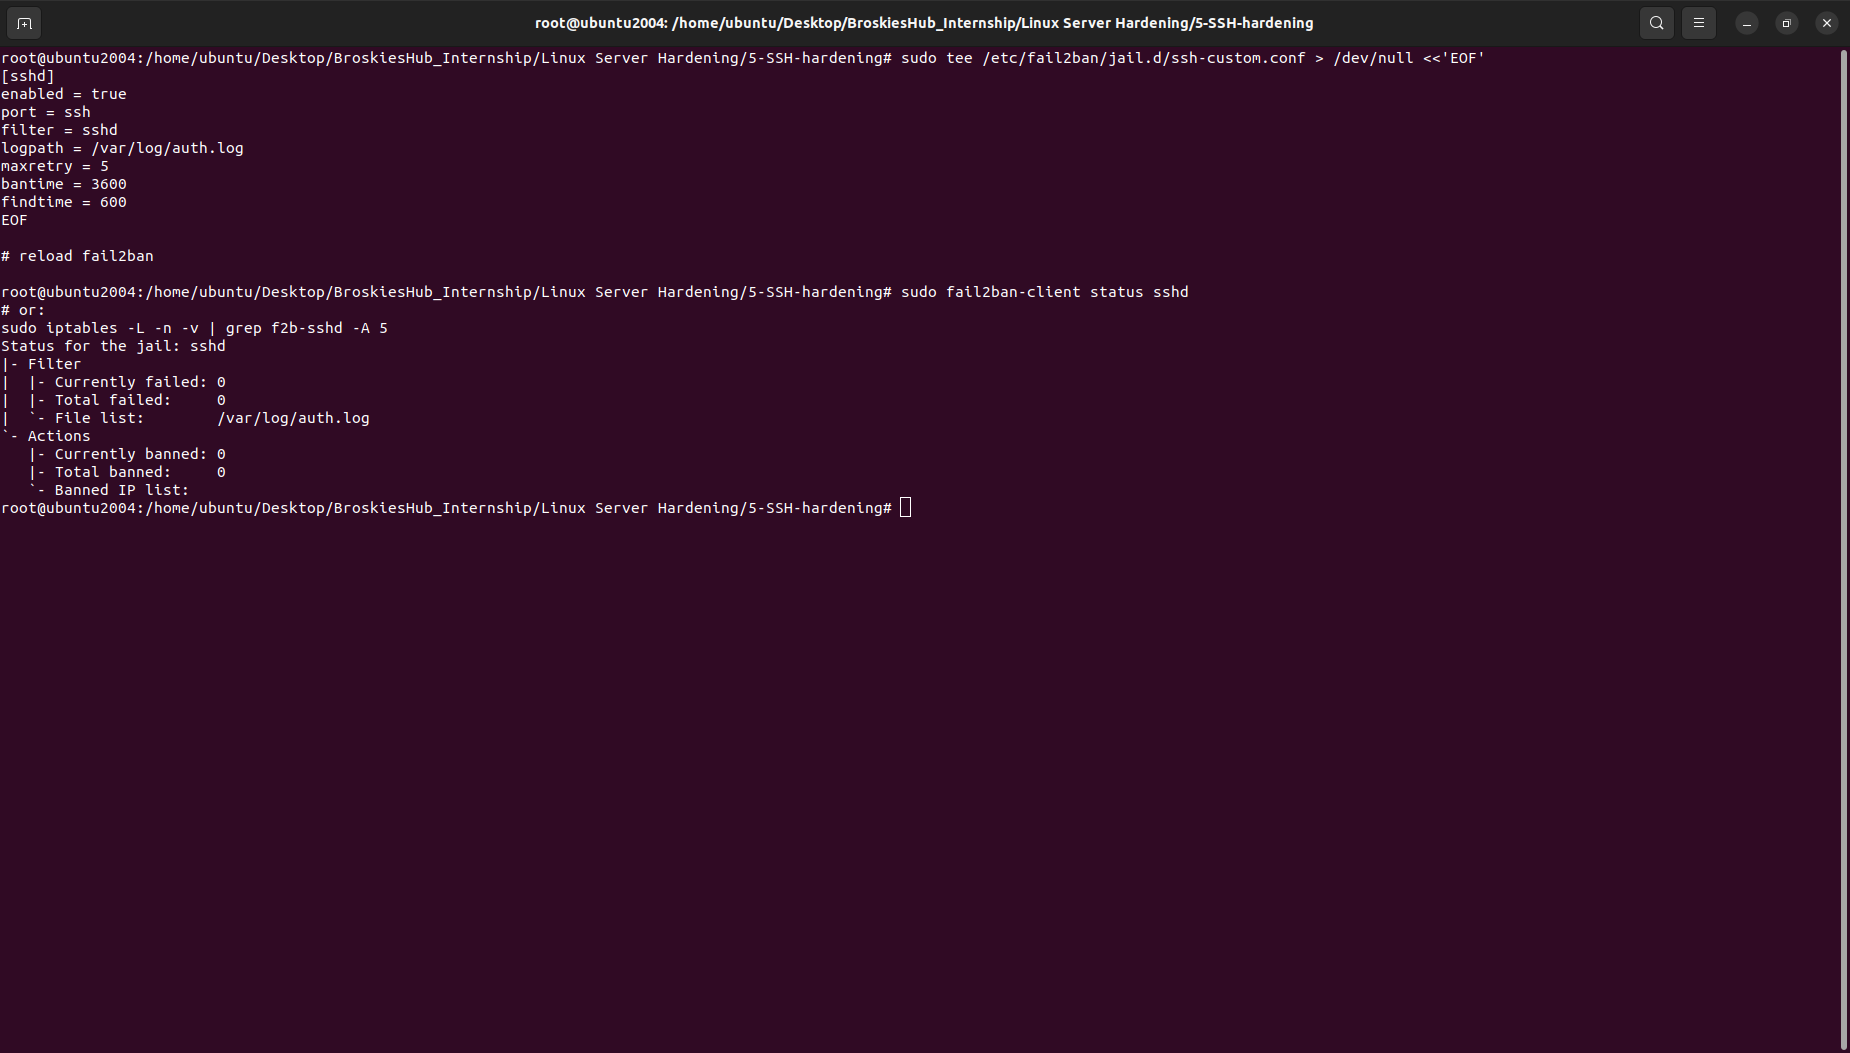 root@ubuntu2004: /home/ubuntu/Desktop/BroskiesHub_Internship/Linux Server Hardening/5-SSH-hardening
root@ubuntu2004:/home/ubuntu/Desktop/BroskiesHub_Internship/Linux Server Hardening/5-SSH-hardening# sudo tee /etc/fail2ban/jail.d/ssh-custom.conf > /dev/null <<'EOF'
[sshd]
enabled = true
port = ssh
filter = sshd
logpath = /var/log/auth.log
maxretry = 5
bantime = 3600
findtime = 600
EOF

# reload fail2ban

root@ubuntu2004:/home/ubuntu/Desktop/BroskiesHub_Internship/Linux Server Hardening/5-SSH-hardening# sudo fail2ban-client status sshd
# or:
sudo iptables -L -n -v | grep f2b-sshd -A 5
Status for the jail: sshd
|- Filter
|  |- Currently failed: 0
|  |- Total failed:     0
|  `- File list:        /var/log/auth.log
`- Actions
   |- Currently banned: 0
   |- Total banned:     0
   `- Banned IP list:
root@ubuntu2004:/home/ubuntu/Desktop/BroskiesHub_Internship/Linux Server Hardening/5-SSH-hardening#